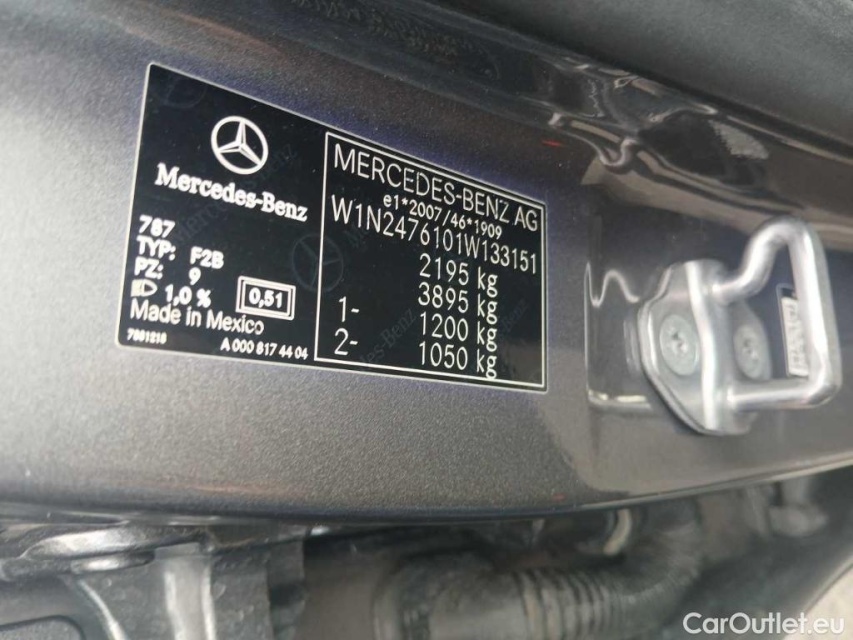 Mercedes-Benz
787
TYP: F2B
PZ: 9
1,0 % 0,51
Made in Mexico
A 000 817 44 04
MERCEDES-BENZ AG
e1*2007/46*1909
W1N2476101W133151
2195 kg
3895 kg
1- 1200 kg
2- 1050 kg
CarOutlet.eu